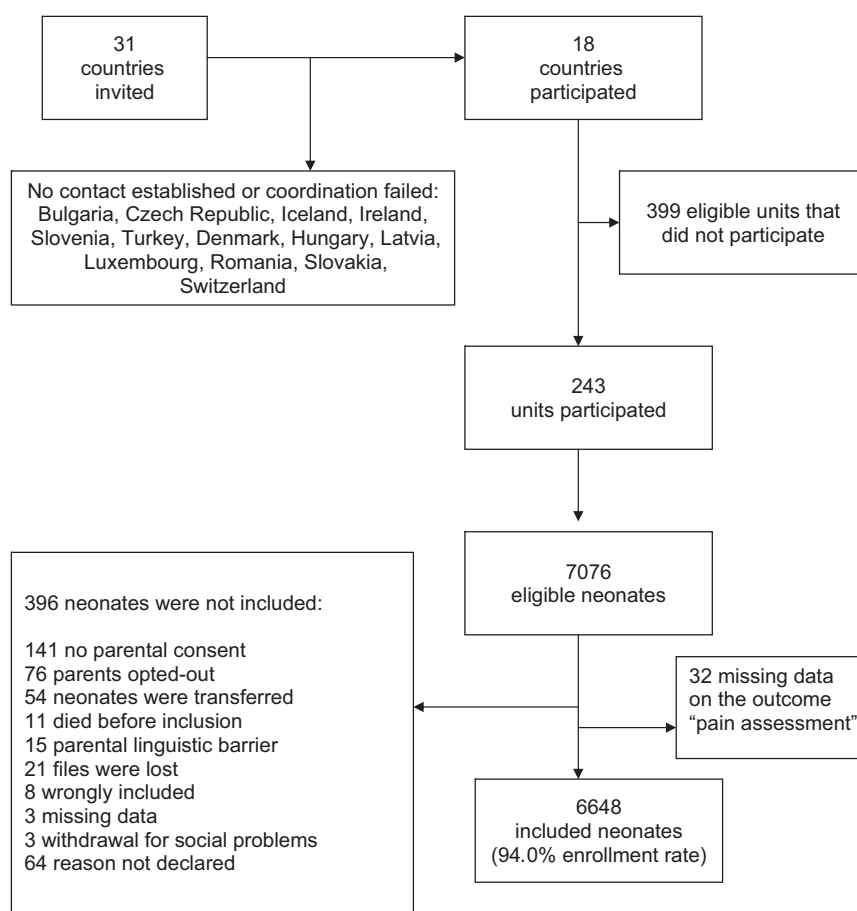 31
countries
invited
18
countries
participated
No contact established or coordination failed:
Bulgaria, Czech Republic, Iceland, Ireland,
Slovenia, Turkey, Denmark, Hungary, Latvia,
Luxembourg, Romania, Slovakia,
Switzerland
399 eligible units that
did not participate
243
units participated
7076
eligible neonates
396 neonates were not included:
141 no parental consent
76 parents opted-out
54 neonates were transferred
11 died before inclusion
15 parental linguistic barrier
21 files were lost
8 wrongly included
3 missing data
3 withdrawal for social problems
64 reason not declared
32 missing data
on the outcome
“pain assessment”
6648
included neonates
(94.0% enrollment rate)